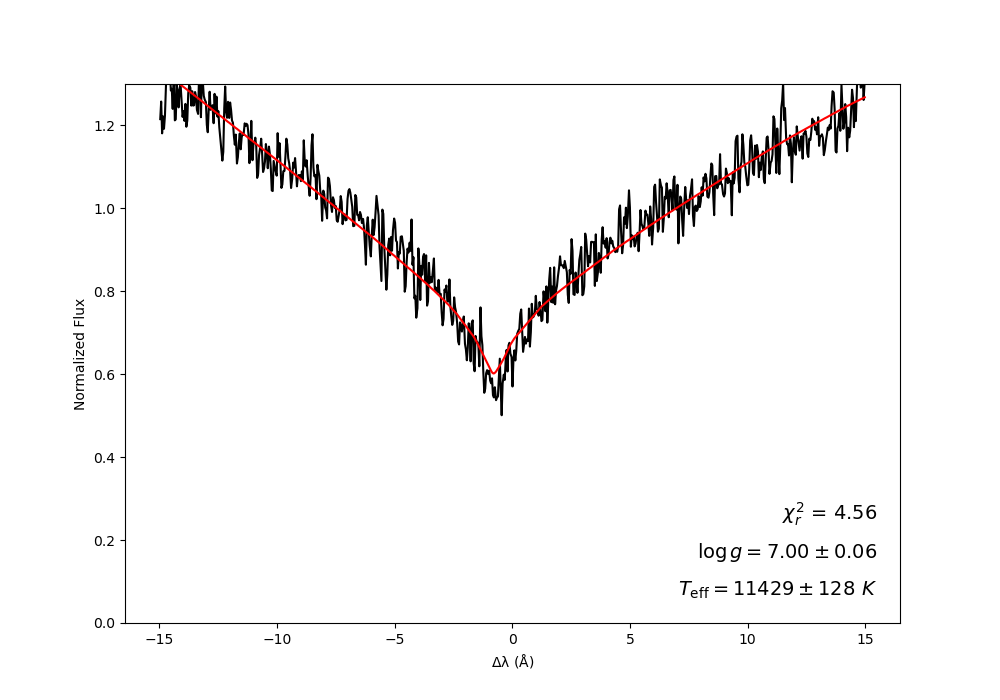 1.2
1.0
0.8
0.6
0.4
0.2
0.0
Normalized Flux
χ²ᵣ = 4.56
log g = 7.00 ± 0.06
T_eff = 11429 ± 128 K
−15 −10 −5 0 5 10 15
Δλ (Å)